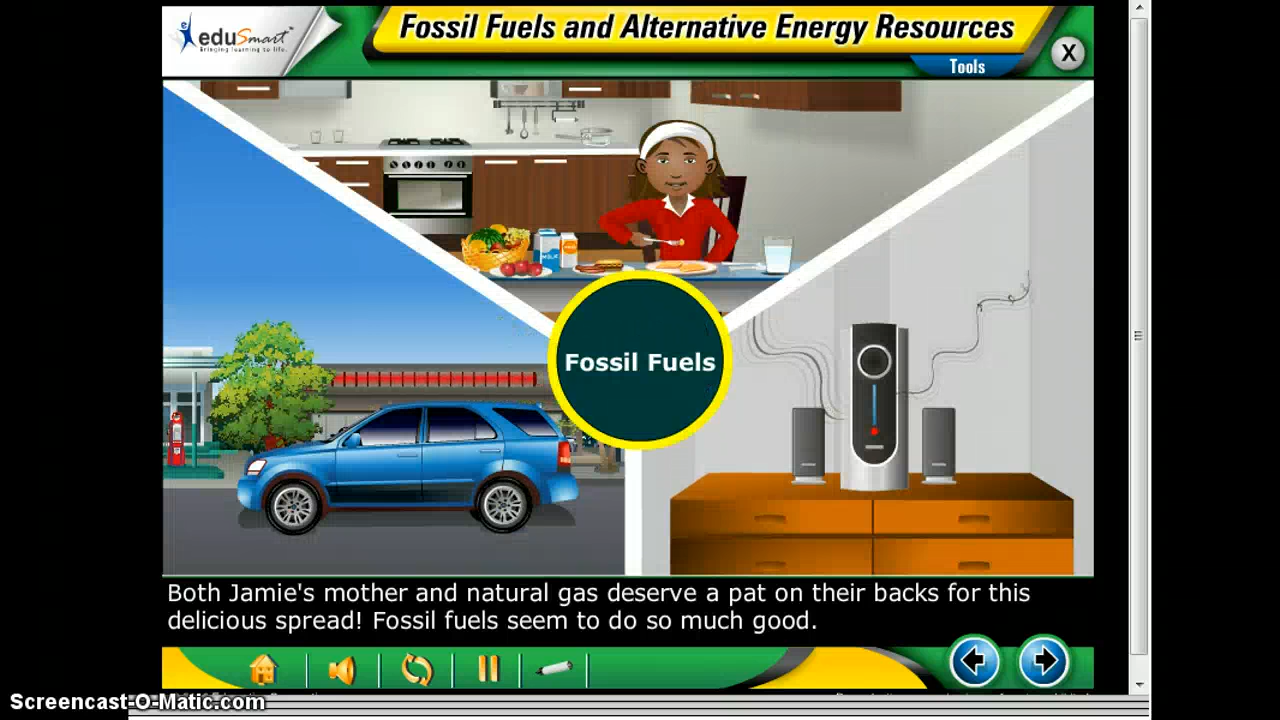 eduSmart™
Bringing learning to life.
Fossil Fuels and Alternative Energy Resources
Tools
X
MILK
Fossil Fuels
Both Jamie's mother and natural gas deserve a pat on their backs for this
delicious spread! Fossil fuels seem to do so much good.
Screencast-O-Matic.com